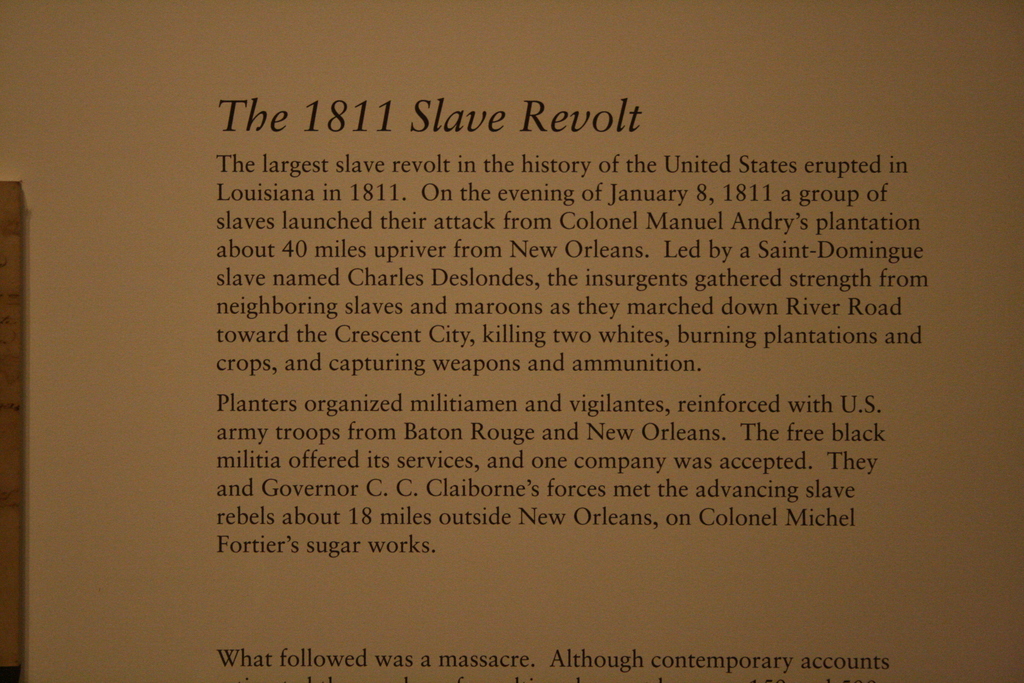 The 1811 Slave Revolt
The largest slave revolt in the history of the United States erupted in
Louisiana in 1811. On the evening of January 8, 1811 a group of
slaves launched their attack from Colonel Manuel Andry's plantation
about 40 miles upriver from New Orleans. Led by a Saint-Domingue
slave named Charles Deslondes, the insurgents gathered strength from
neighboring slaves and maroons as they marched down River Road
toward the Crescent City, killing two whites, burning plantations and
crops, and capturing weapons and ammunition.
Planters organized militiamen and vigilantes, reinforced with U.S.
army troops from Baton Rouge and New Orleans. The free black
militia offered its services, and one company was accepted. They
and Governor C. C. Claiborne's forces met the advancing slave
rebels about 18 miles outside New Orleans, on Colonel Michel
Fortier's sugar works.
What followed was a massacre. Although contemporary accounts